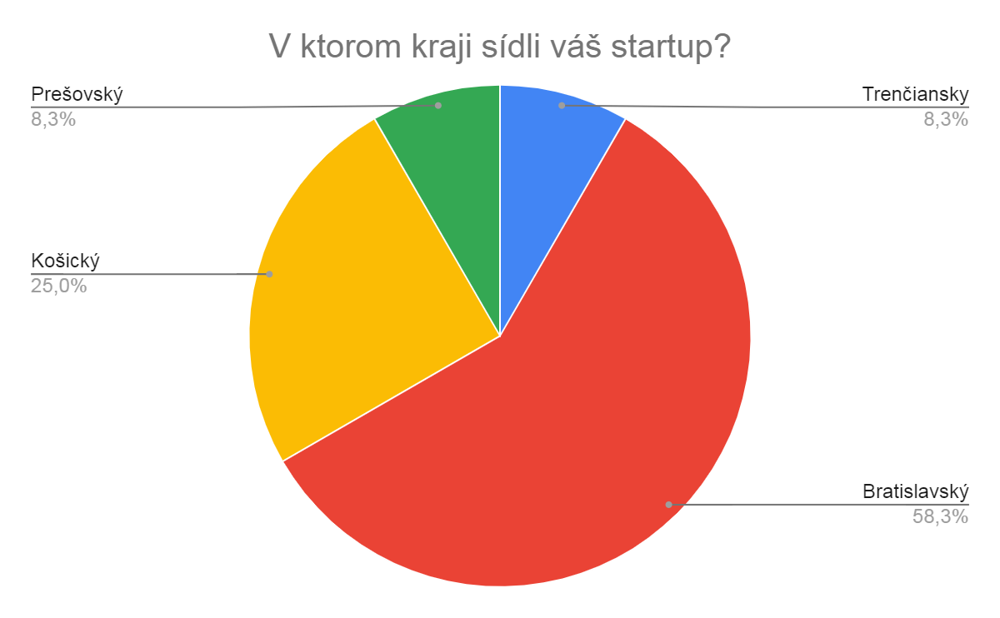 V ktorom kraji sídli váš startup?
Prešovský
8,3%
Trenčiansky
8,3%
Košický
25,0%
Bratislavský
58,3%